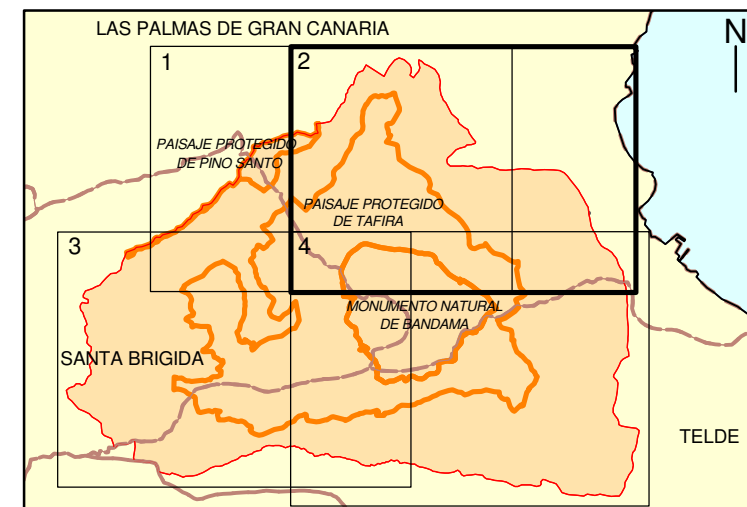 LAS PALMAS DE GRAN CANARIA
N
1
2
PAISAJE PROTEGIDO
DE PINO SANTO
PAISAJE PROTEGIDO
DE TAFIRA
3
4
MONUMENTO NATURAL
DE BANDAMA
SANTA BRIGIDA
TELDE